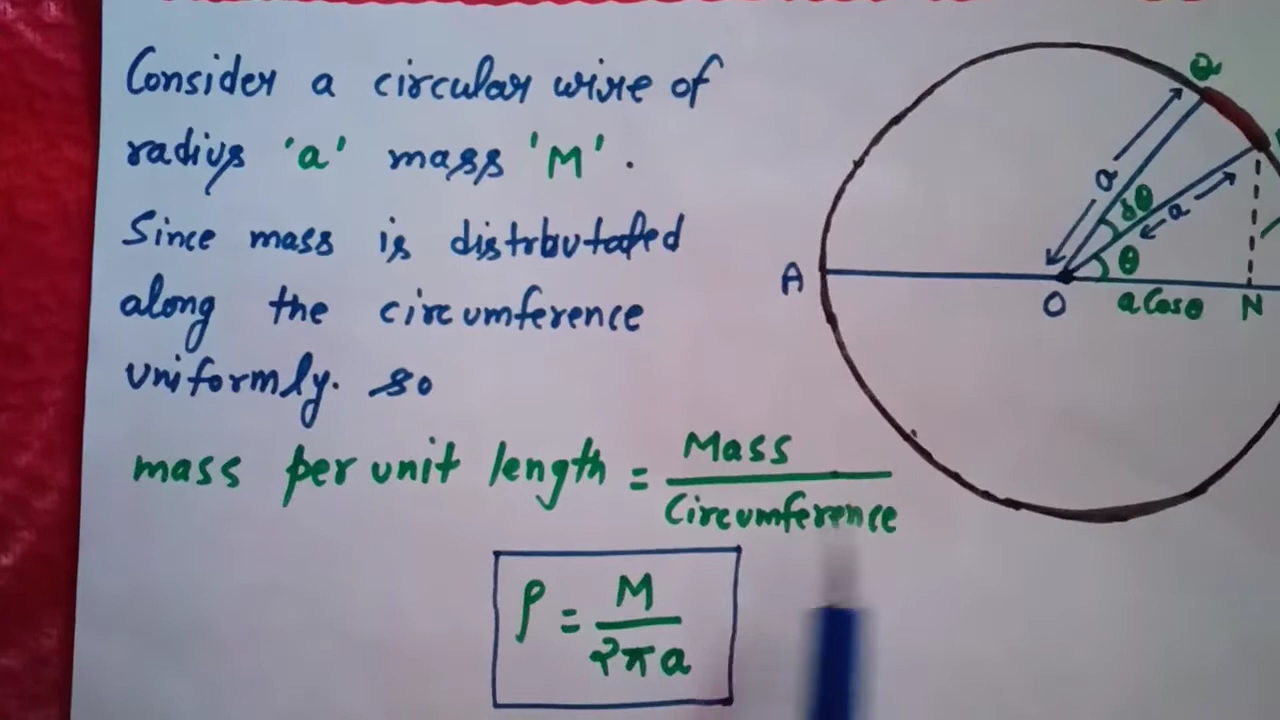 Consider a circular wire of
radius 'a' mass 'M'.
Since mass is distrbutated
along the circumference
uniformly. so
mass per unit length = Mass / Circumference
ρ = M / 2πa
Q
a
δθ
a
θ
A
O
a Cosθ
N